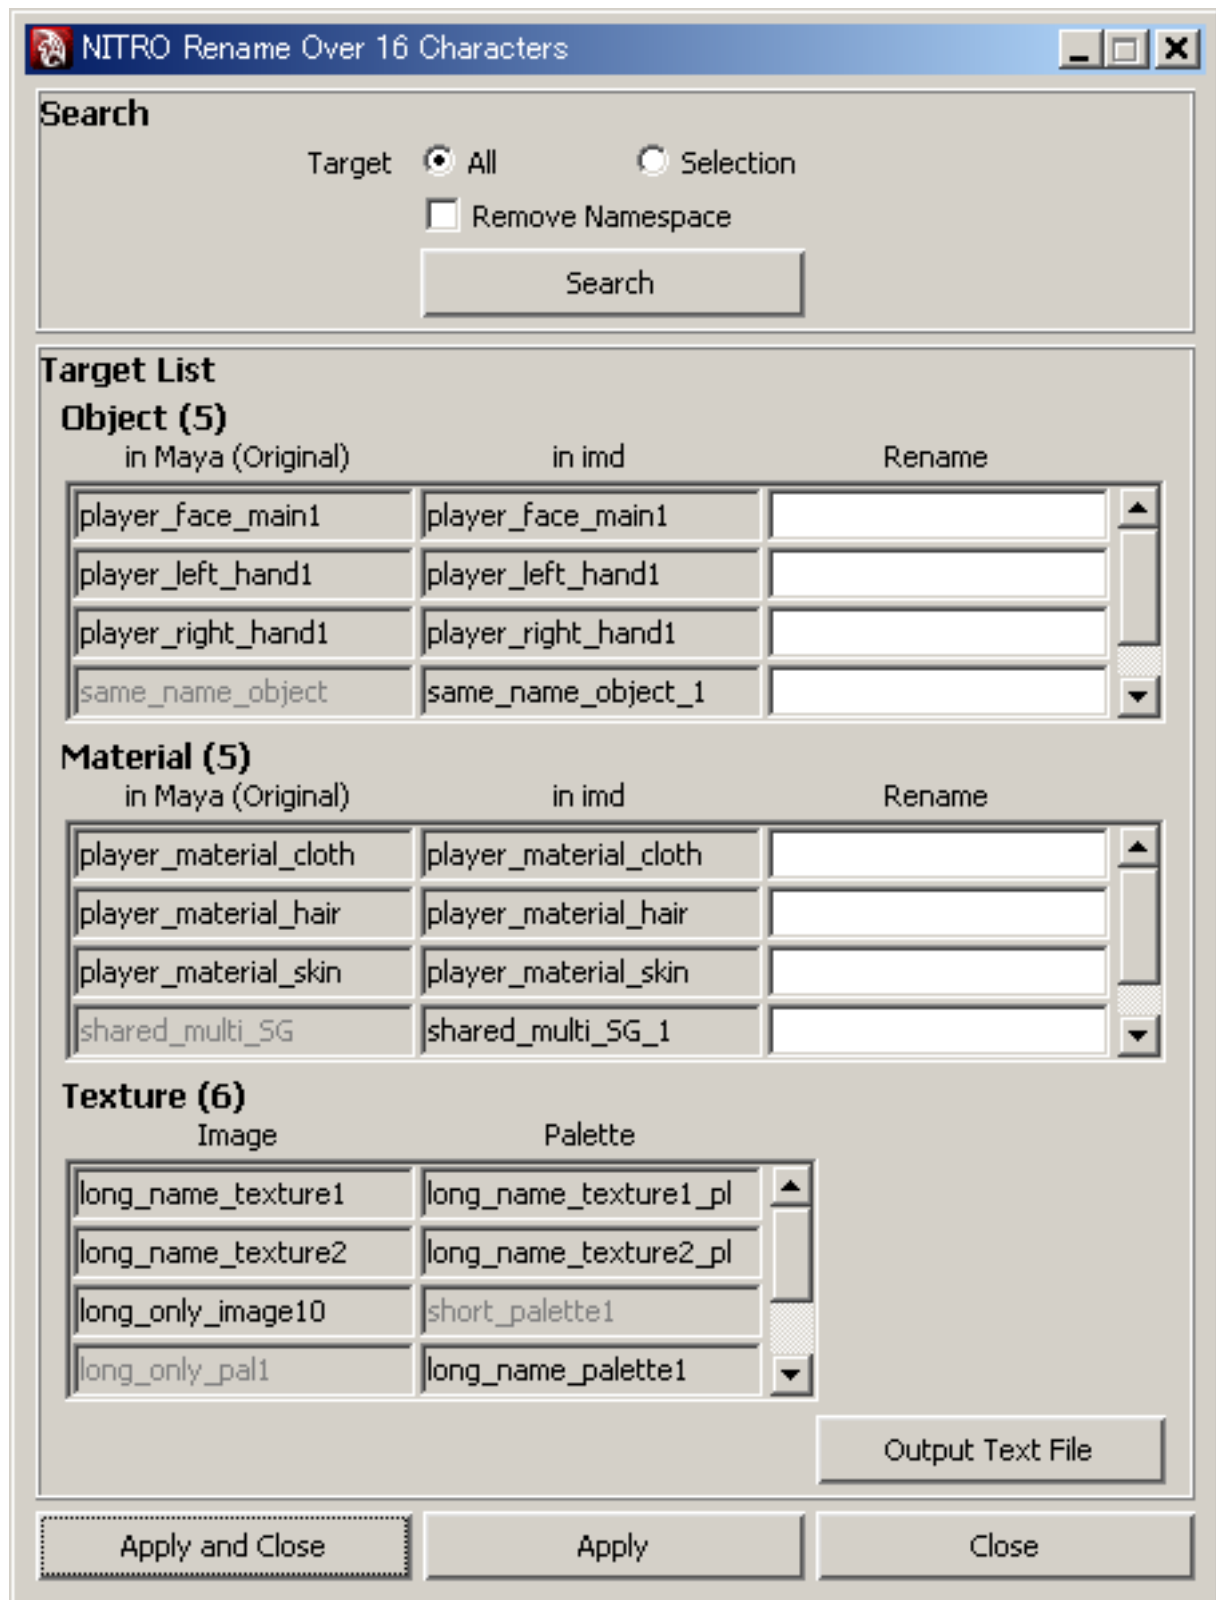 NITRO Rename Over 16 Characters
Search
Target All Selection
Remove Namespace
Search
Target List
Object (5)
in Maya (Original) in imd Rename
player_face_main1 player_face_main1
player_left_hand1 player_left_hand1
player_right_hand1 player_right_hand1
same_name_object same_name_object_1
Material (5)
in Maya (Original) in imd Rename
player_material_cloth player_material_cloth
player_material_hair player_material_hair
player_material_skin player_material_skin
shared_multi_SG shared_multi_SG_1
Texture (6)
Image Palette
long_name_texture1 long_name_texture1_pl
long_name_texture2 long_name_texture2_pl
long_only_image10 short_palette1
long_only_pal1 long_name_palette1
Output Text File
Apply and Close Apply Close